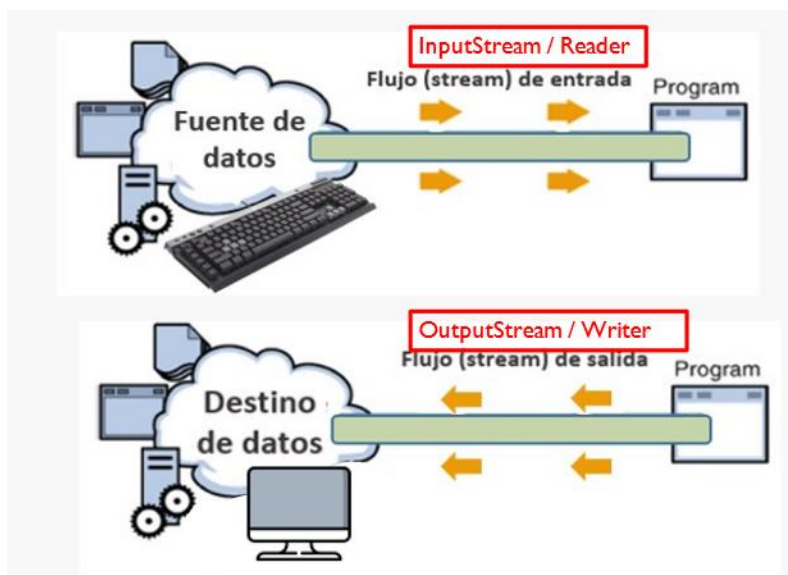 InputStream / Reader
Flujo (stream) de entrada
Program
Fuente de
datos
OutputStream / Writer
Flujo (stream) de salida
Program
Destino
de datos